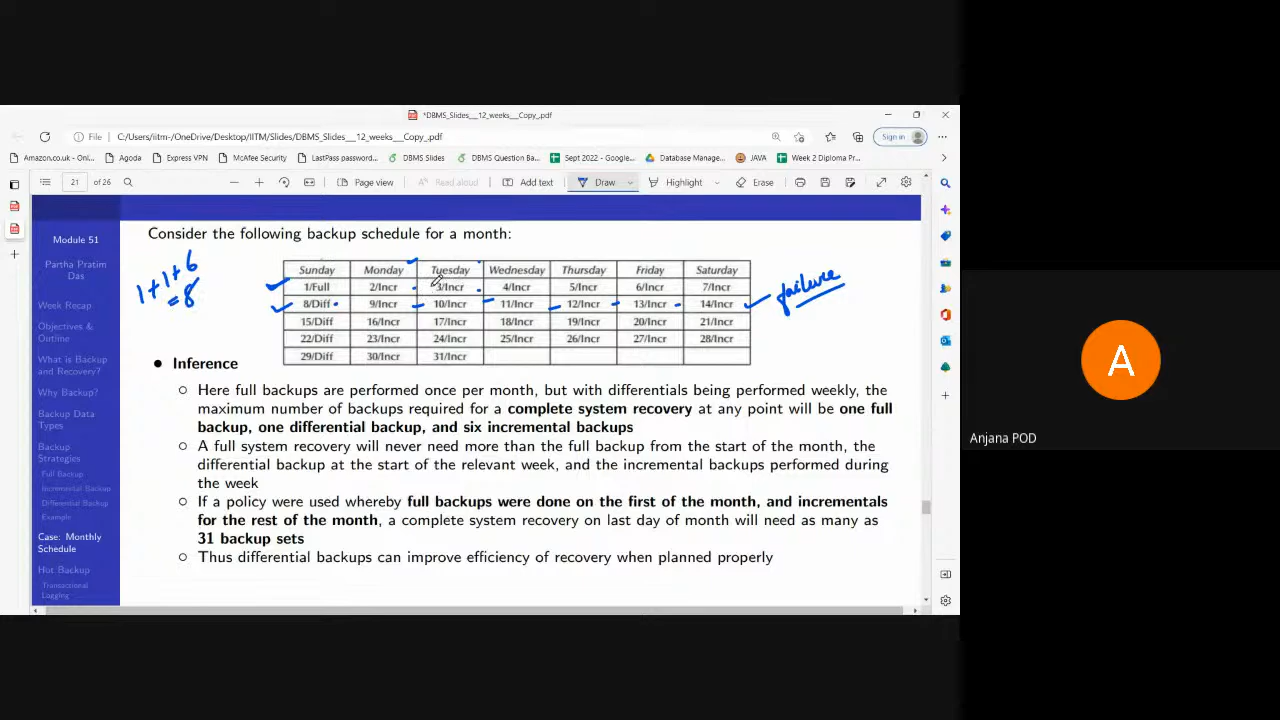 *DBMS_Slides__12_weeks__Copy_.pdf
File C:/Users/iitm-/OneDrive/Desktop/IITM/Slides/DBMS_Slides__12_weeks__Copy_.pdf Sign in
Amazon.co.uk - Onl... Agoda Express VPN McAfee Security LastPass password... DBMS Slides DBMS Question Ba... Sept 2022 - Google... Database Manage... JAVA Week 2 Diploma Pr...
21 of 26 Page view Read aloud Add text Draw Highlight Erase
Module 51
Partha Pratim
Das
Week Recap
Objectives &
Outline
What is Backup
and Recovery?
Why Backup?
Backup Data
Types
Backup
Strategies
Full Backup
Incremental Backup
Differential Backup
Example
Case: Monthly
Schedule
Hot Backup
Transactional
Logging
Consider the following backup schedule for a month:
1+1+6
=8
Sunday Monday Tuesday Wednesday Thursday Friday Saturday
1/Full 2/Incr 3/Incr 4/Incr 5/Incr 6/Incr 7/Incr
8/Diff 9/Incr 10/Incr 11/Incr 12/Incr 13/Incr 14/Incr failure
15/Diff 16/Incr 17/Incr 18/Incr 19/Incr 20/Incr 21/Incr
22/Diff 23/Incr 24/Incr 25/Incr 26/Incr 27/Incr 28/Incr
29/Diff 30/Incr 31/Incr
• Inference
○ Here full backups are performed once per month, but with differentials being performed weekly, the
maximum number of backups required for a complete system recovery at any point will be one full
backup, one differential backup, and six incremental backups
○ A full system recovery will never need more than the full backup from the start of the month, the
differential backup at the start of the relevant week, and the incremental backups performed during
the week
○ If a policy were used whereby full backups were done on the first of the month, and incrementals
for the rest of the month, a complete system recovery on last day of month will need as many as
31 backup sets
○ Thus differential backups can improve efficiency of recovery when planned properly
A
Anjana POD